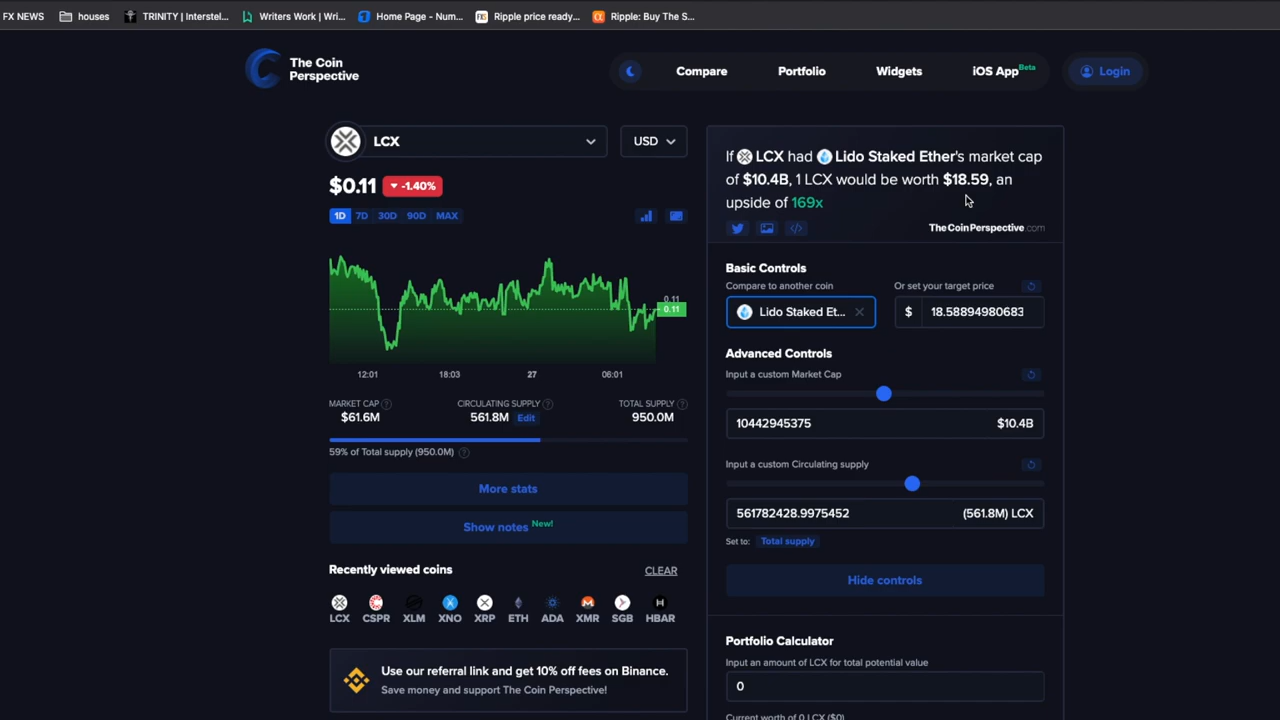 FX NEWS houses TRINITY | Interstel... Writers Work | Wri... Home Page - Num... FXS Ripple price ready... Ripple: Buy The S...
The Coin
Perspective
Compare Portfolio Widgets iOS App Beta Login
LCX USD
$0.11 -1.40%
1D 7D 30D 90D MAX
0.11
0.11
12:01 18:03 27 06:01
MARKET CAP ? CIRCULATING SUPPLY ? TOTAL SUPPLY ?
$61.6M 561.8M Edit 950.0M
59% of Total supply (950.0M) ?
More stats
Show notes New!
Recently viewed coins CLEAR
LCX CSPR XLM XNO XRP ETH ADA XMR SGB HBAR
Use our referral link and get 10% off fees on Binance.
Save money and support The Coin Perspective!
If LCX had Lido Staked Ether's market cap
of $10.4B, 1 LCX would be worth $18.59, an
upside of 169x
TheCoinPerspective.com
Basic Controls
Compare to another coin Or set your target price
Lido Staked Et... $ 18.58894980683
Advanced Controls
Input a custom Market Cap
10442945375 $10.4B
Input a custom Circulating supply
561782428.9975452 (561.8M) LCX
Set to: Total supply
Hide controls
Portfolio Calculator
Input an amount of LCX for total potential value
0
Current worth of 0 LCX ($0)